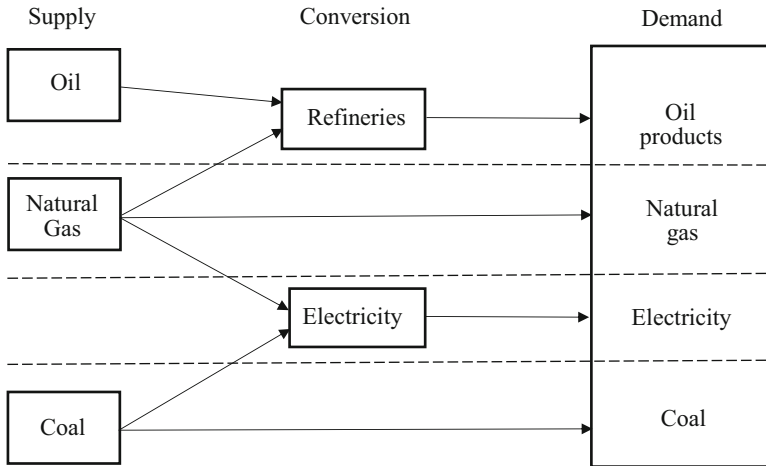 Supply
Conversion
Demand
Oil
Refineries
Oil
products
Natural
Gas
Natural
gas
Electricity
Electricity
Coal
Coal